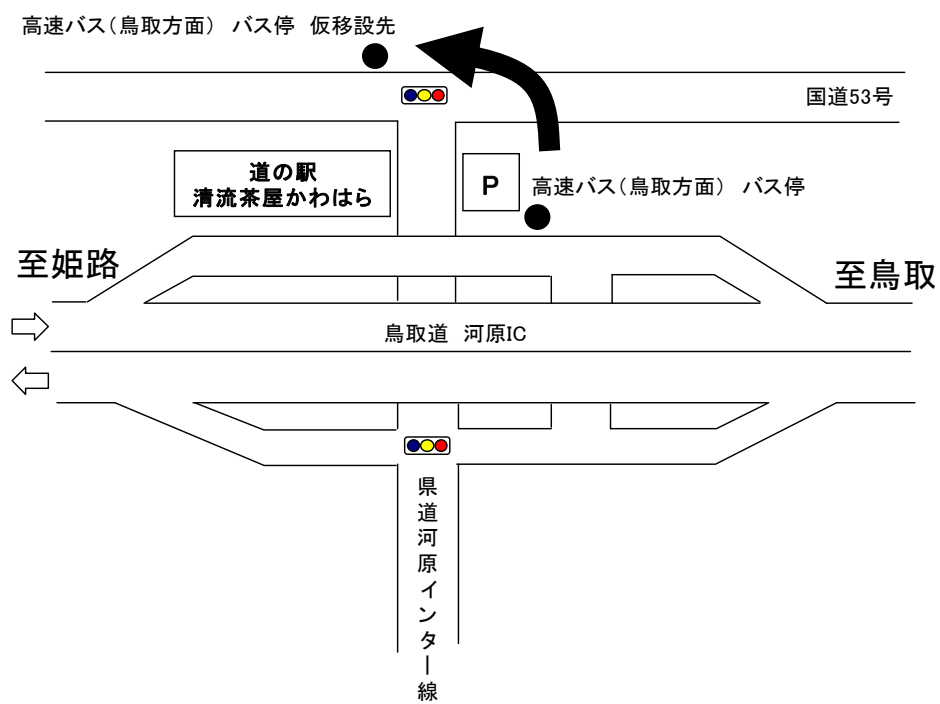 高速バス(鳥取方面) バス停 仮移設先
国道53号
道の駅
清流茶屋かわはら
P
高速バス(鳥取方面) バス停
至姫路
至鳥取
鳥取道 河原IC
県道河原インター線